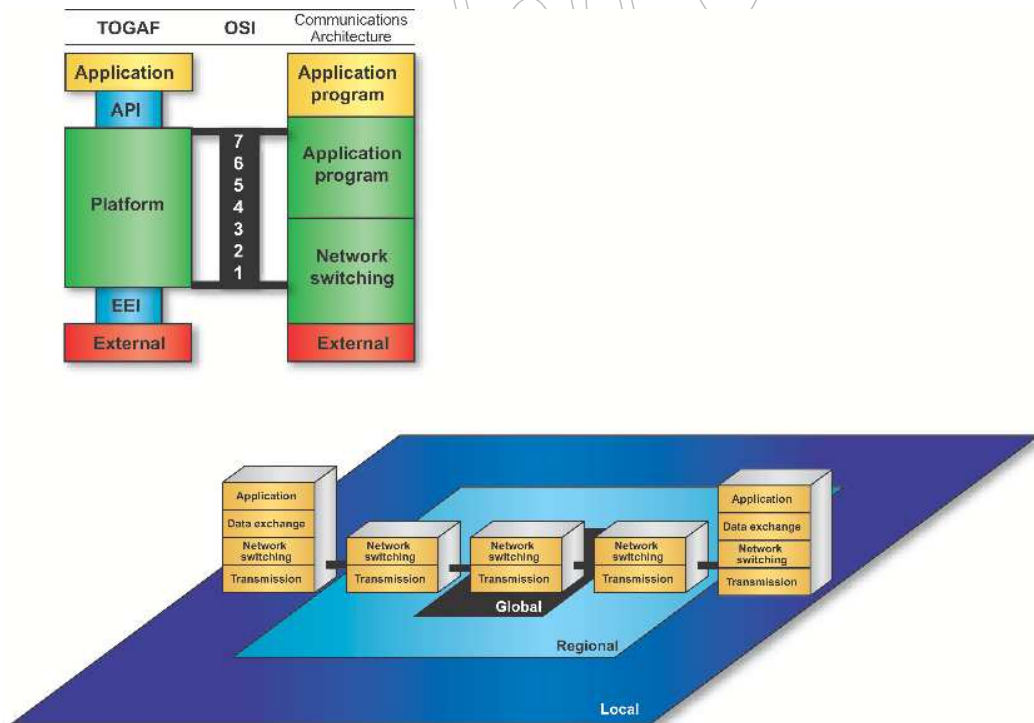 TOGAF
OSI
Communications
Architecture
Application
API
Platform
EEI
External
7
6
5
4
3
2
1
Application
program
Application
program
Network
switching
External
Application
Data exchange
Network
switching
Transmission
Network
switching
Transmission
Network
switching
Transmission
Network
switching
Transmission
Application
Data exchange
Network
switching
Transmission
Global
Regional
Local